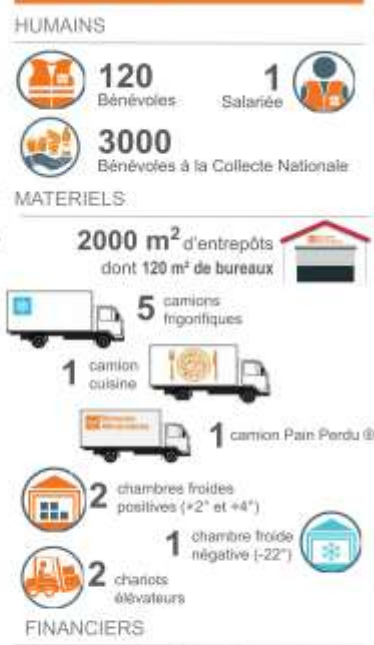 HUMAINS
120
Bénévoles
1
Salariée
3000
Bénévoles à la Collecte Nationale
MATERIELS
2000 m² d'entrepôts
dont 120 m² de bureaux
5 camions
frigorifiques
1 camion
cuisine
1 camion Pain Perdu ®
2 chambres froides
positives (+2° et +4°)
1 chambre froide
négative (-22°)
2 chariots
élévateurs
FINANCIERS